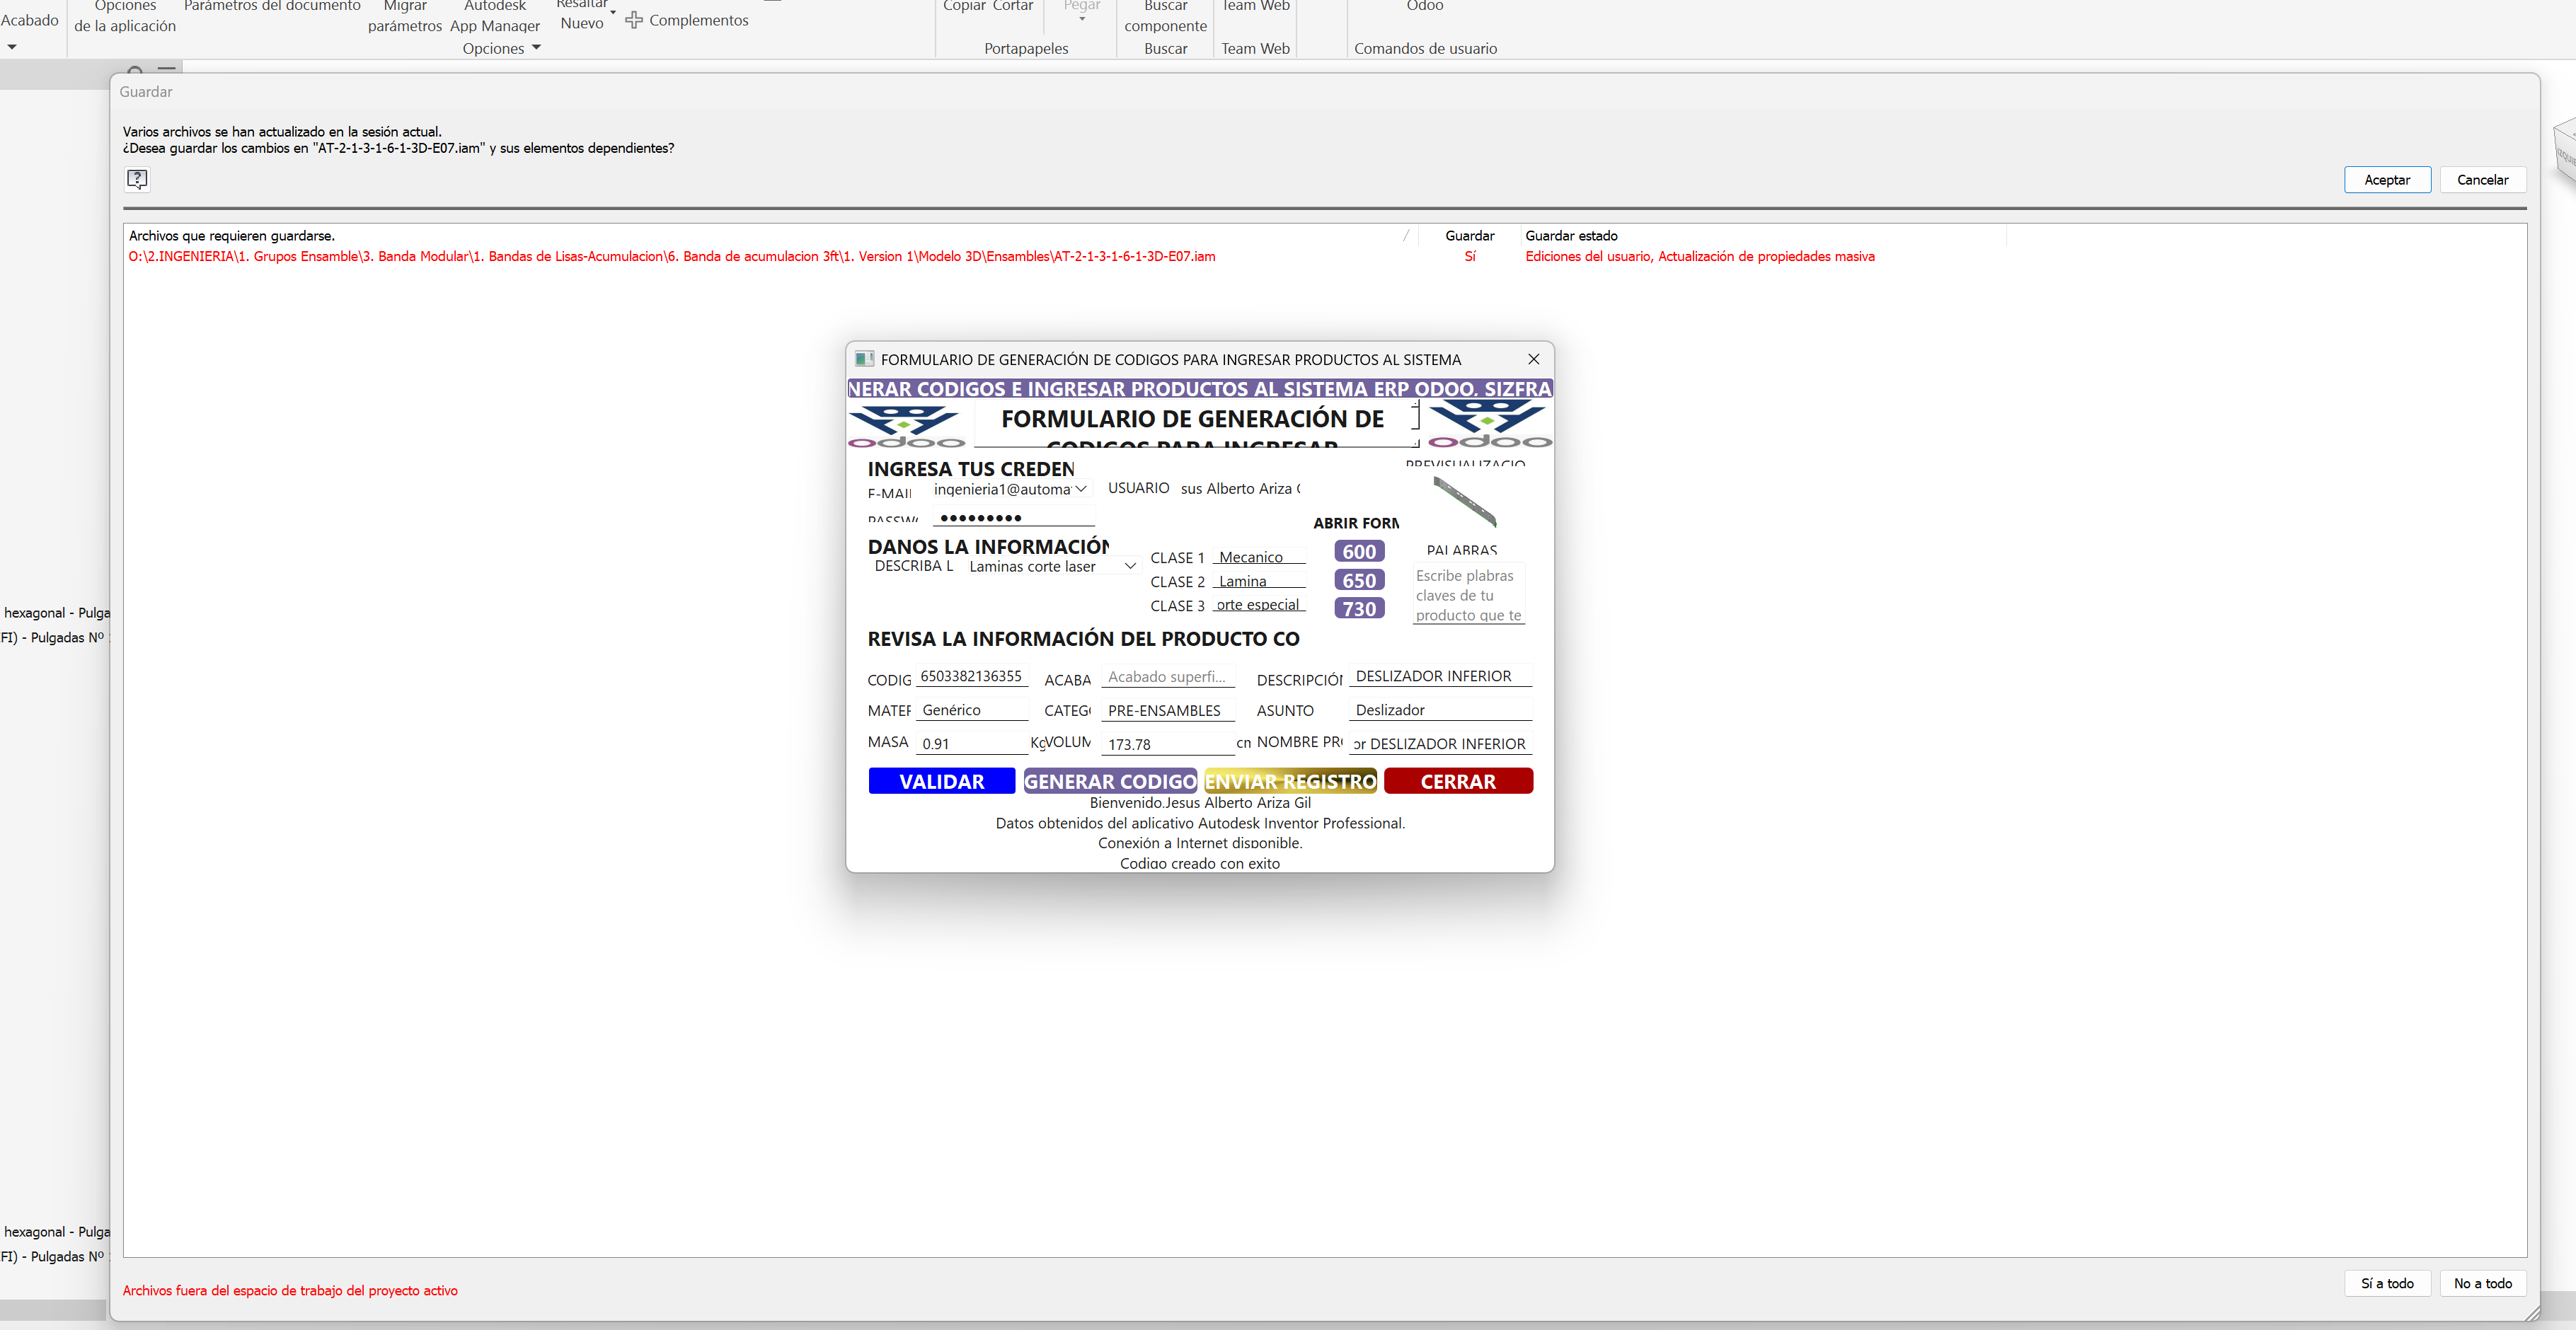 Acabado
Opciones
de la aplicación
Parámetros del documento
Migrar
parámetros
Autodesk
App Manager
Resaltar
Nuevo
Complementos
Opciones
Copiar Cortar
Pegar
Portapapeles
Buscar
componente
Buscar
Team Web
Team Web
Odoo
Comandos de usuario
Guardar
Varios archivos se han actualizado en la sesión actual.
¿Desea guardar los cambios en "AT-2-1-3-1-6-1-3D-E07.iam" y sus elementos dependientes?
Aceptar
Cancelar
Archivos que requieren guardarse.
/
Guardar
Guardar estado
O:\2.INGENIERIA\1. Grupos Ensamble\3. Banda Modular\1. Bandas de Lisas-Acumulacion\6. Banda de acumulacion 3ft\1. Version 1\Modelo 3D\Ensambles\AT-2-1-3-1-6-1-3D-E07.iam
Sí
Ediciones del usuario, Actualización de propiedades masiva
FORMULARIO DE GENERACIÓN DE CODIGOS PARA INGRESAR PRODUCTOS AL SISTEMA
NERAR CODIGOS E INGRESAR PRODUCTOS AL SISTEMA ERP ODOO. SIZFRA
odoo
FORMULARIO DE GENERACIÓN DE
CODIGOS PARA INGRESAR
odoo
INGRESA TUS CREDEN
PREVISUALIZACIO
E-MAIL
ingenieria1@automa
USUARIO
sus Alberto Ariza G
PASSW
●●●●●●●●●
ABRIR FORM
DANOS LA INFORMACIÓN
DESCRIBA L
Laminas corte laser
CLASE 1
Mecanico
600
PALABRAS
CLASE 2
Lamina
650
Escribe plabras
claves de tu
producto que te
CLASE 3
orte especial
730
REVISA LA INFORMACIÓN DEL PRODUCTO CO
CODIG
6503382136355
ACABA
Acabado superfi...
DESCRIPCIÓN
DESLIZADOR INFERIOR
MATER
Genérico
CATEG
PRE-ENSAMBLES
ASUNTO
Deslizador
MASA
0.91
Kg
VOLUM
173.78
cm
NOMBRE PR
or DESLIZADOR INFERIOR
VALIDAR
GENERAR CODIGO
ENVIAR REGISTRO
CERRAR
Bienvenido.Jesus Alberto Ariza Gil
Datos obtenidos del aplicativo Autodesk Inventor Professional.
Conexión a Internet disponible.
Codigo creado con exito
hexagonal - Pulga
FI) - Pulgadas Nº
hexagonal - Pulga
FI) - Pulgadas Nº
Archivos fuera del espacio de trabajo del proyecto activo
Sí a todo
No a todo